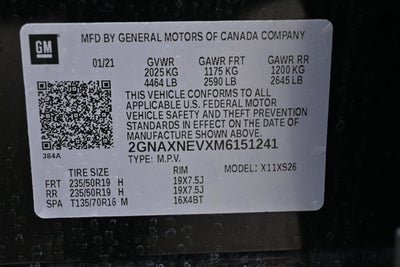 GM
MFD BY GENERAL MOTORS OF CANADA COMPANY
01/21 GVWR GAWR FRT GAWR RR
2025 KG 1175 KG 1200 KG
4464 LB 2590 LB 2645 LB
THIS VEHICLE CONFORMS TO ALL
APPLICABLE U.S. FEDERAL MOTOR
VEHICLE SAFETY AND THEFT PREVENTION
STANDARDS IN EFFECT ON THE DATE OF
MANUFACTURE SHOWN ABOVE.
384A
2GNAXNEVXM6151241
TYPE: M.P.V. MODEL: X11XS26
TIRE SIZE RIM
FRT 235/50R19 H 19X7.5J
RR 235/50R19 H 19X7.5J
SPA T135/70R16 M 16X4BT